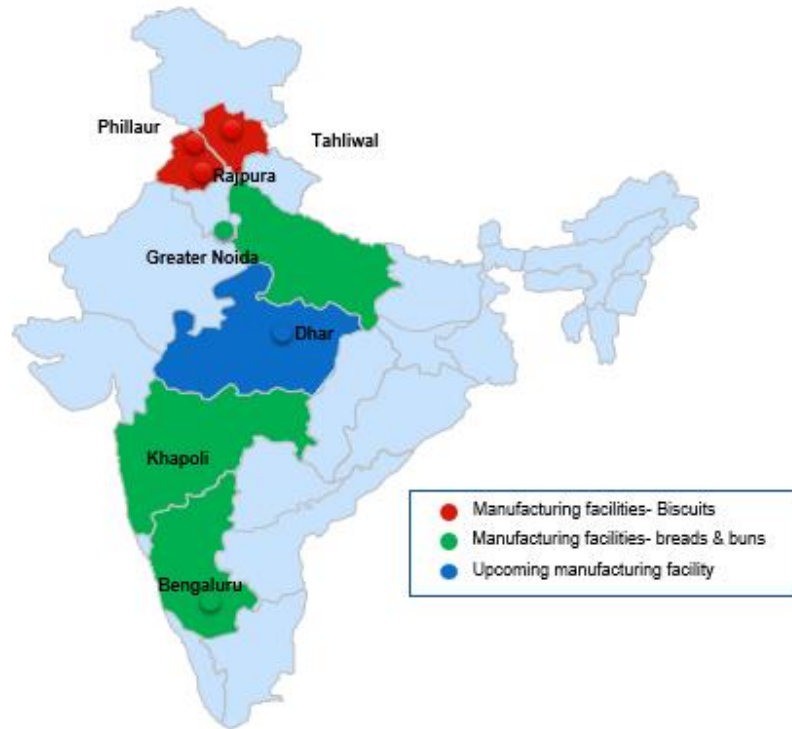 Phillaur
Tahliwal
Rajpura
Greater Noida
Dhar
Khapoli
Bengaluru
Manufacturing facilities- Biscuits
Manufacturing facilities- breads & buns
Upcoming manufacturing facility